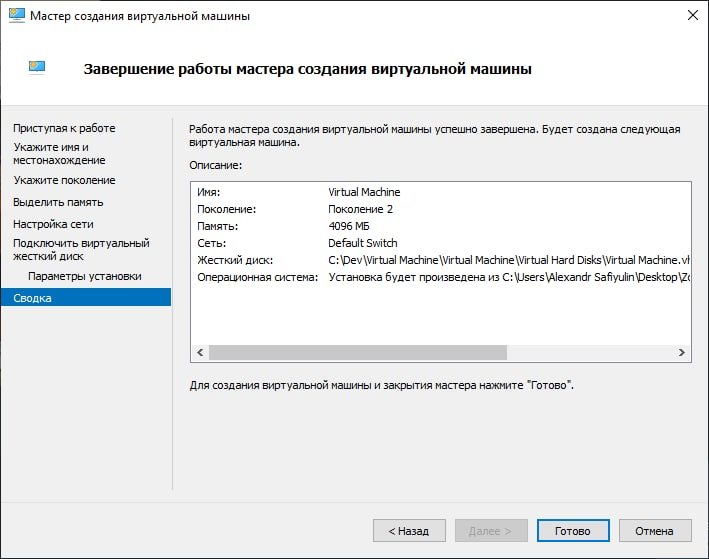 Мастер создания виртуальной машины
Завершение работы мастера создания виртуальной машины
Приступая к работе
Укажите имя и
местонахождение
Укажите поколение
Выделить память
Настройка сети
Подключить виртуальный
жесткий диск
Параметры установки
Сводка
Работа мастера создания виртуальной машины успешно завершена. Будет создана следующая
виртуальная машина.
Описание:
Имя: Virtual Machine
Поколение: Поколение 2
Память: 4096 МБ
Сеть: Default Switch
Жесткий диск: C:\Dev\Virtual Machine\Virtual Machine\Virtual Hard Disks\Virtual Machine.vh
Операционная система: Установка будет произведена из C:\Users\Alexandr Safiyulin\Desktop\Zo
Для создания виртуальной машины и закрытия мастера нажмите "Готово".
< Назад Далее > Готово Отмена